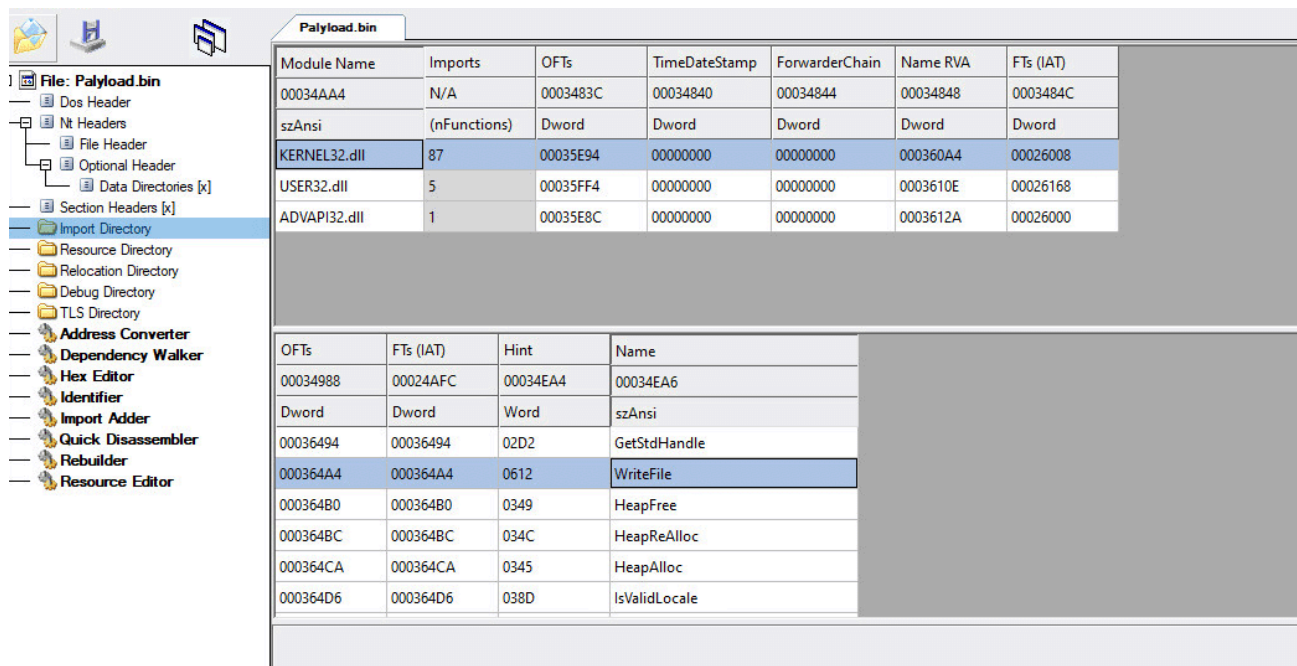 Palyload.bin
File: Palyload.bin
Dos Header
Nt Headers
File Header
Optional Header
Data Directories [x]
Section Headers [x]
Import Directory
Resource Directory
Relocation Directory
Debug Directory
TLS Directory
Address Converter
Dependency Walker
Hex Editor
Identifier
Import Adder
Quick Disassembler
Rebuilder
Resource Editor
Module Name Imports OFTs TimeDateStamp ForwarderChain Name RVA FTs (IAT)
00034AA4 N/A 0003483C 00034840 00034844 00034848 0003484C
szAnsi (nFunctions) Dword Dword Dword Dword Dword
KERNEL32.dll 87 00035E94 00000000 00000000 000360A4 00026008
USER32.dll 5 00035FF4 00000000 00000000 0003610E 00026168
ADVAPI32.dll 1 00035E8C 00000000 00000000 0003612A 00026000
OFTs FTs (IAT) Hint Name
00034988 00024AFC 00034EA4 00034EA6
Dword Dword Word szAnsi
00036494 00036494 02D2 GetStdHandle
000364A4 000364A4 0612 WriteFile
000364B0 000364B0 0349 HeapFree
000364BC 000364BC 034C HeapReAlloc
000364CA 000364CA 0345 HeapAlloc
000364D6 000364D6 038D IsValidLocale